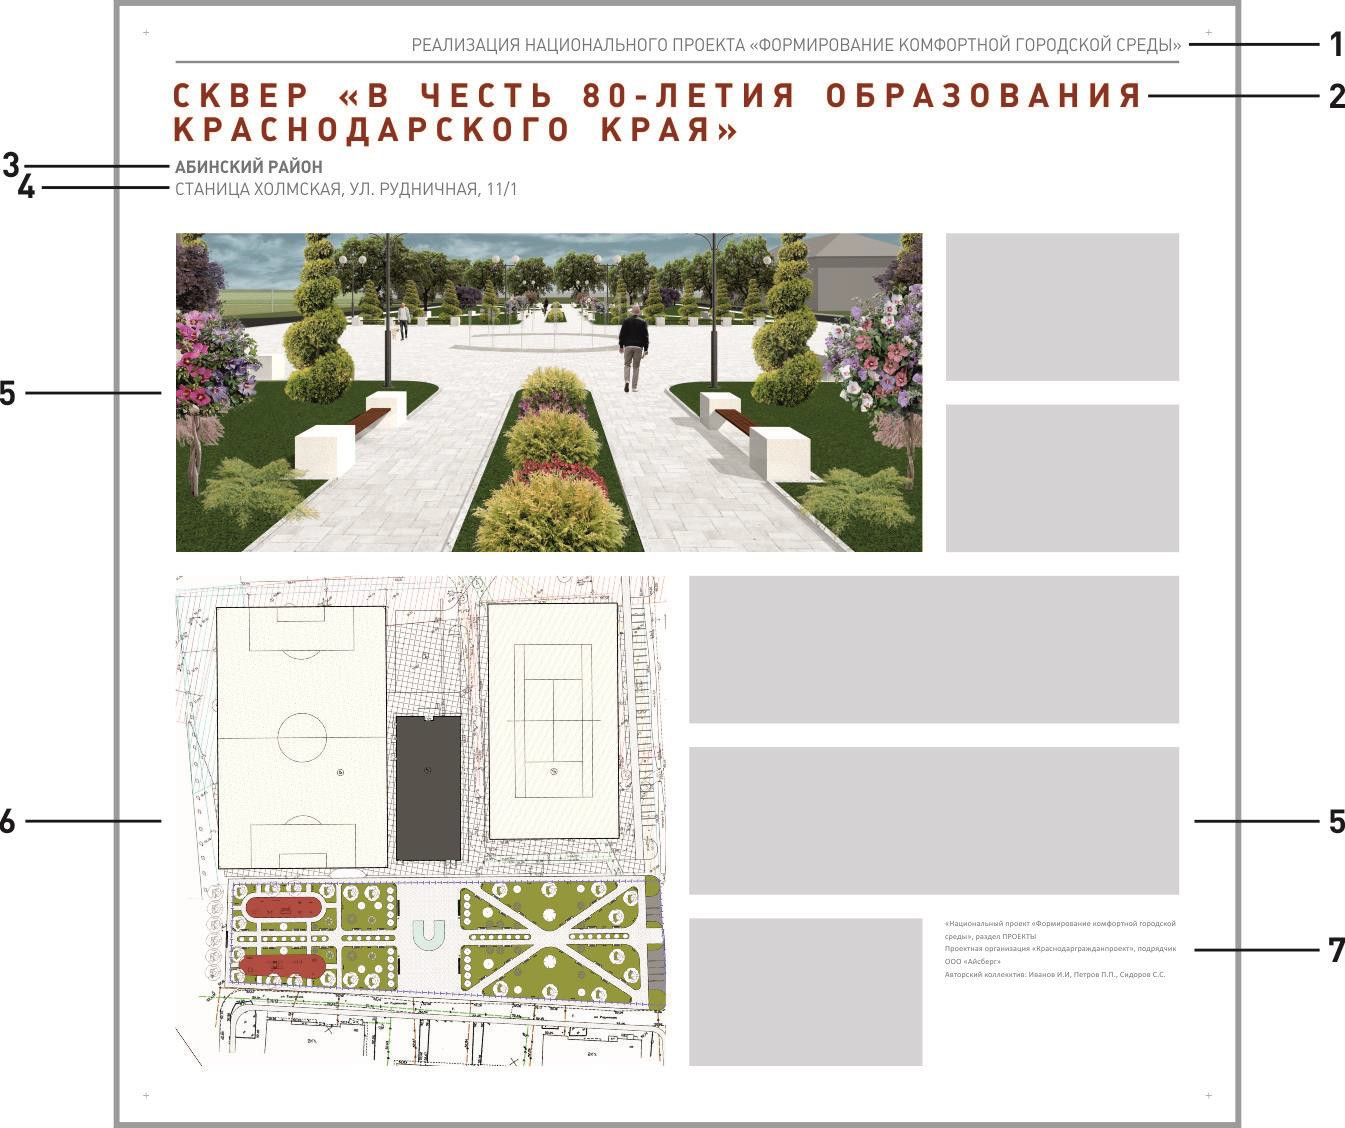 РЕАЛИЗАЦИЯ НАЦИОНАЛЬНОГО ПРОЕКТА «ФОРМИРОВАНИЕ КОМФОРТНОЙ ГОРОДСКОЙ СРЕДЫ»
1
СКВЕР «В ЧЕСТЬ 80-ЛЕТИЯ ОБРАЗОВАНИЯ
2
КРАСНОДАРСКОГО КРАЯ»
3
АБИНСКИЙ РАЙОН
4
СТАНИЦА ХОЛМСКАЯ, УЛ. РУДНИЧНАЯ, 11/1
5
6
5
«Национальный проект «Формирование комфортной городской
среды», раздел ПРОЕКТЫ
Проектная организация «Краснодаргражданпроект», подрядчик
ООО «Айсберг»
Авторский коллектив: Иванов И.И, Петров П.П., Сидоров С.С.
7